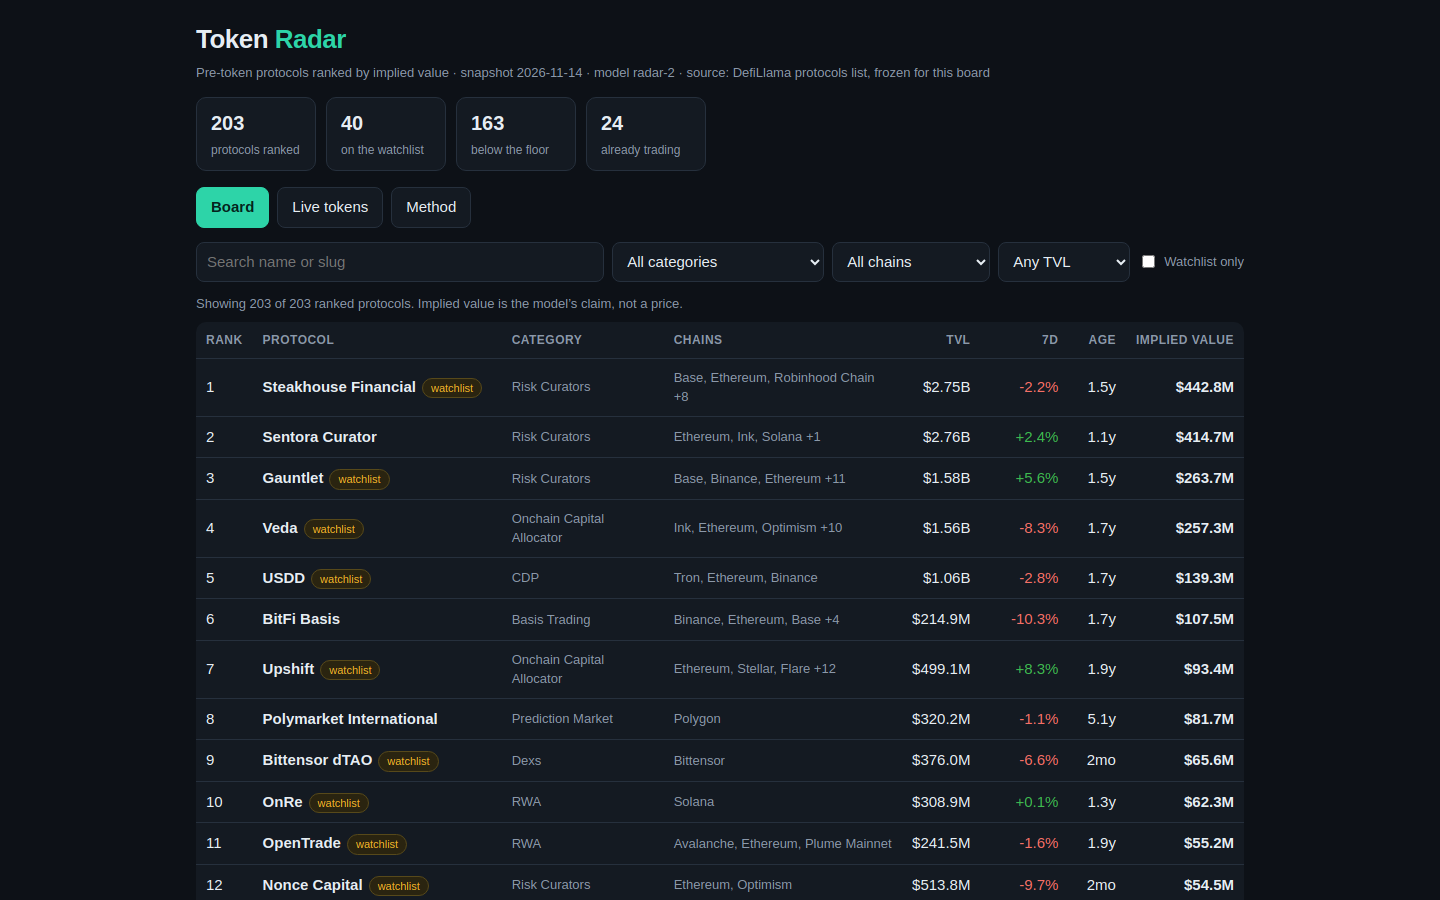 Token Radar
Pre-token protocols ranked by implied value · snapshot 2026-11-14 · model radar-2 · source: DefiLlama protocols list, frozen for this board
203 40 163 24
protocols ranked on the watchlist below the floor already trading
Board Live tokens Method
Search name or slug All categories All chains Any TVL Watchlist only
Showing 203 of 203 ranked protocols. Implied value is the model’s claim, not a price.
RANK PROTOCOL CATEGORY CHAINS TVL 7D AGE IMPLIED VALUE
1 Steakhouse Financial watchlist Risk Curators Base, Ethereum, Robinhood Chain +8 $2.75B -2.2% 1.5y $442.8M
2 Sentora Curator Risk Curators Ethereum, Ink, Solana +1 $2.76B +2.4% 1.1y $414.7M
3 Gauntlet watchlist Risk Curators Base, Binance, Ethereum +11 $1.58B +5.6% 1.5y $263.7M
4 Veda watchlist Onchain Capital Allocator Ink, Ethereum, Optimism +10 $1.56B -8.3% 1.7y $257.3M
5 USDD watchlist CDP Tron, Ethereum, Binance $1.06B -2.8% 1.7y $139.3M
6 BitFi Basis Basis Trading Binance, Ethereum, Base +4 $214.9M -10.3% 1.7y $107.5M
7 Upshift watchlist Onchain Capital Allocator Ethereum, Stellar, Flare +12 $499.1M +8.3% 1.9y $93.4M
8 Polymarket International Prediction Market Polygon $320.2M -1.1% 5.1y $81.7M
9 Bittensor dTAO watchlist Dexs Bittensor $376.0M -6.6% 2mo $65.6M
10 OnRe watchlist RWA Solana $308.9M +0.1% 1.3y $62.3M
11 OpenTrade watchlist RWA Avalanche, Ethereum, Plume Mainnet $241.5M -1.6% 1.9y $55.2M
12 Nonce Capital watchlist Risk Curators Ethereum, Optimism $513.8M -9.7% 2mo $54.5M